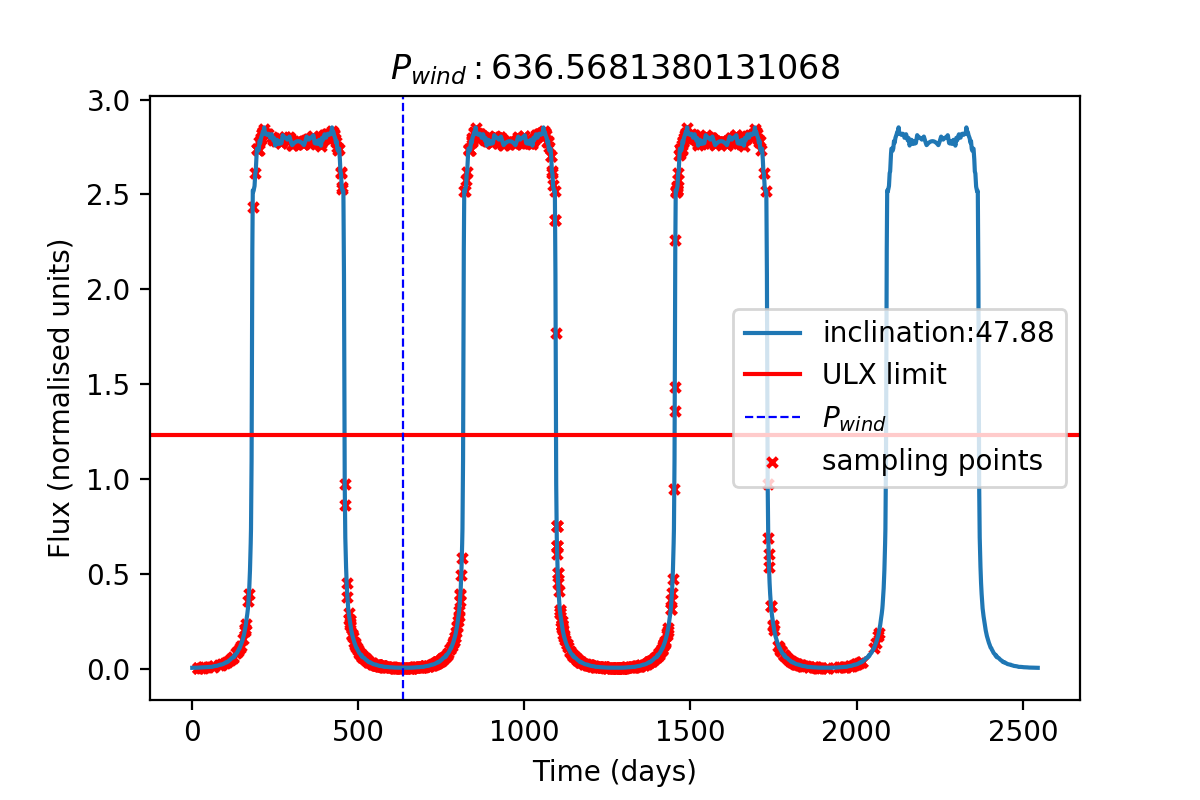 P_wind : 636.5681380131068
3.0
2.5
2.0
1.5
1.0
0.5
0.0
Flux (normalised units)
inclination:47.88
ULX limit
P_wind
sampling points
0 500 1000 1500 2000 2500
Time (days)